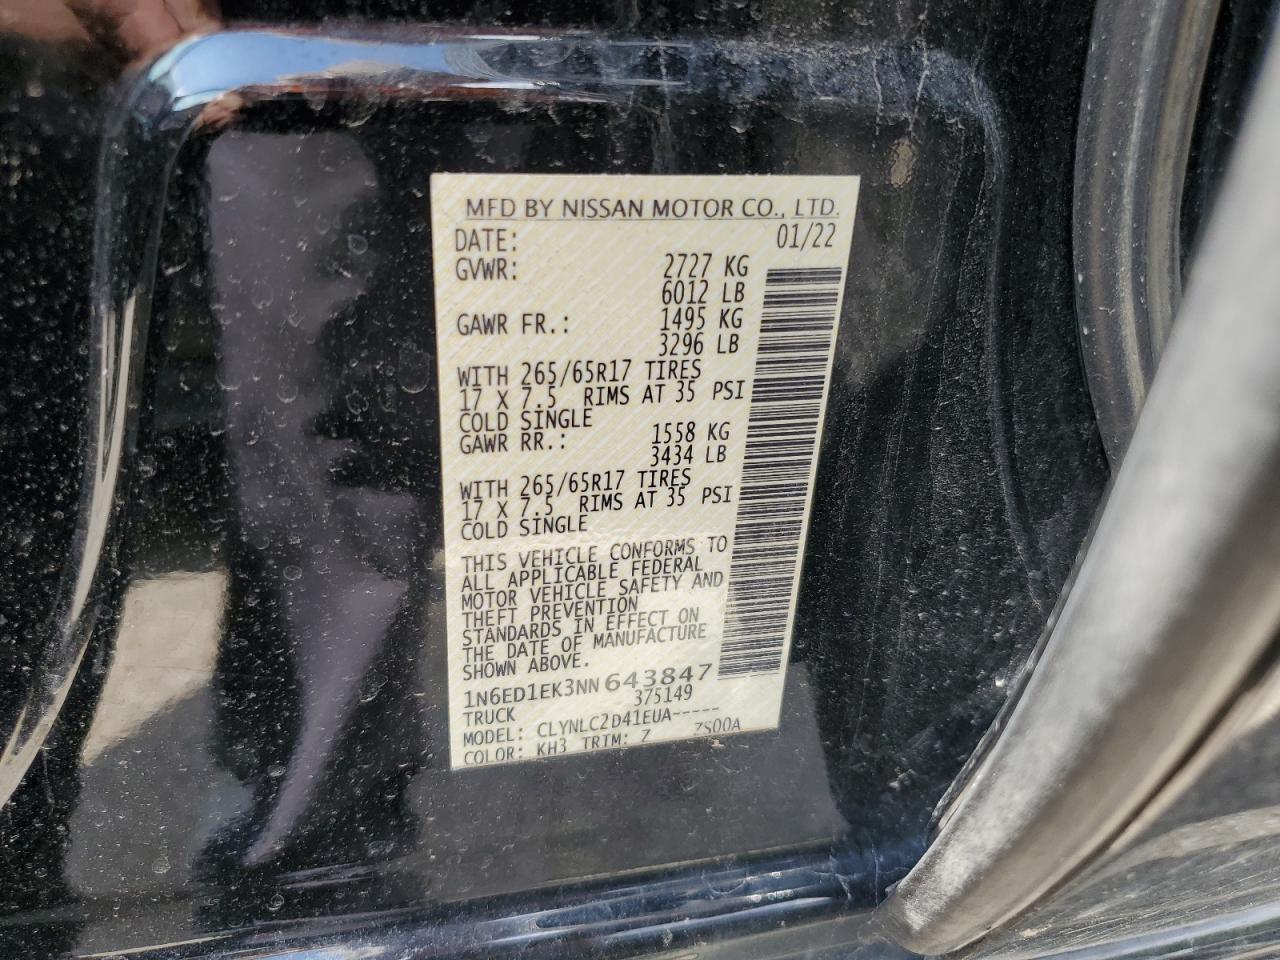 MFD BY NISSAN MOTOR CO., LTD.
DATE: 01/22
GVWR: 2727 KG
6012 LB
GAWR FR.: 1495 KG
3296 LB
WITH 265/65R17 TIRES
17 X 7.5 RIMS AT 35 PSI
COLD SINGLE
GAWR RR.: 1558 KG
3434 LB
WITH 265/65R17 TIRES
17 X 7.5 RIMS AT 35 PSI
COLD SINGLE
THIS VEHICLE CONFORMS TO
ALL APPLICABLE FEDERAL
MOTOR VEHICLE SAFETY AND
THEFT PREVENTION
STANDARDS IN EFFECT ON
THE DATE OF MANUFACTURE
SHOWN ABOVE.
1N6ED1EK3NN643847
TRUCK 375149
MODEL: CLYNLC2D41EUA-----
COLOR: KH3 TRIM: Z ZS00A